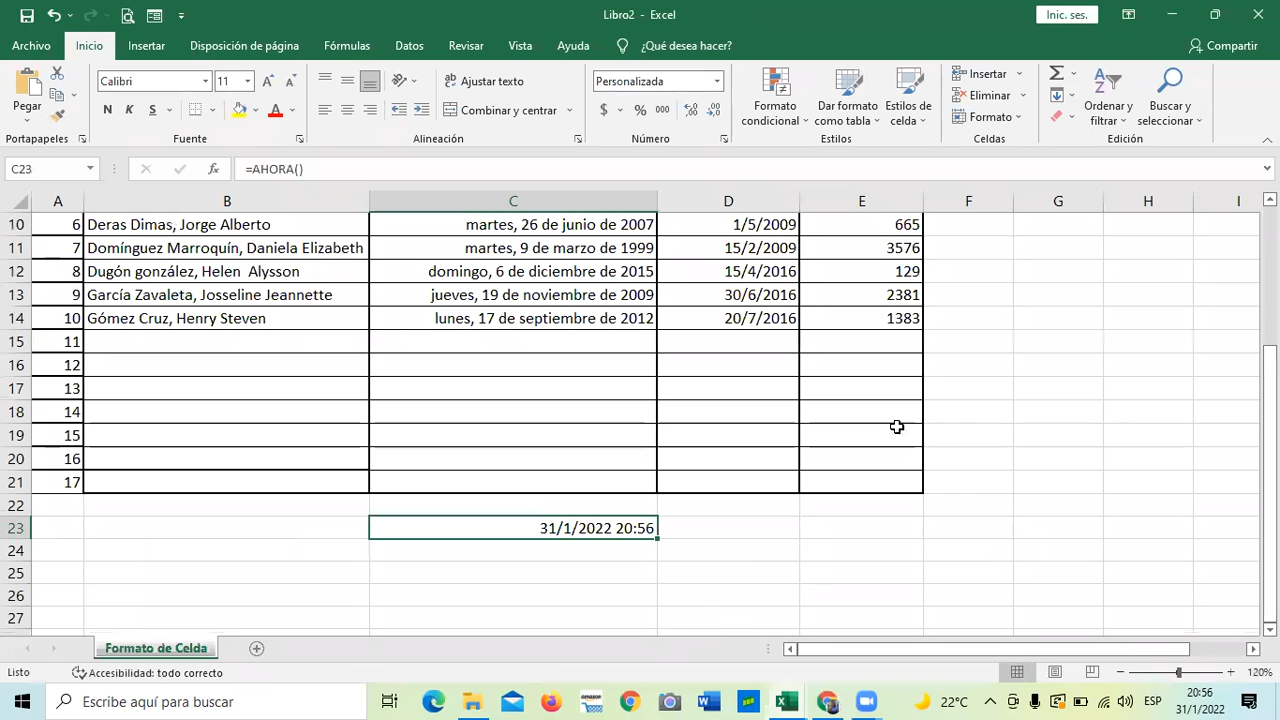 Libro2 - Excel
Inic. ses.
Archivo Inicio Insertar Disposición de página Fórmulas Datos Revisar Vista Ayuda ¿Qué desea hacer? Compartir
Pegar
Calibri 11
N K S
Ajustar texto
Combinar y centrar
Personalizada
$ % 000
Formato condicional
Dar formato como tabla
Estilos de celda
Insertar
Eliminar
Formato
Ordenar y filtrar
Buscar y seleccionar
Portapapeles Fuente Alineación Número Estilos Celdas Edición
C23 fx =AHORA()
A B C D E F G H I
10 6 Deras Dimas, Jorge Alberto martes, 26 de junio de 2007 1/5/2009 665
11 7 Domínguez Marroquín, Daniela Elizabeth martes, 9 de marzo de 1999 15/2/2009 3576
12 8 Dugón gonzález, Helen  Alysson domingo, 6 de diciembre de 2015 15/4/2016 129
13 9 García Zavaleta, Josseline Jeannette jueves, 19 de noviembre de 2009 30/6/2016 2381
14 10 Gómez Cruz, Henry Steven lunes, 17 de septiembre de 2012 20/7/2016 1383
15 11
16 12
17 13
18 14
19 15
20 16
21 17
22
23 31/1/2022 20:56
24
25
26
27
Formato de Celda
Listo Accesibilidad: todo correcto 120%
Escribe aquí para buscar
amazon
22°C
ESP
20:56
31/1/2022